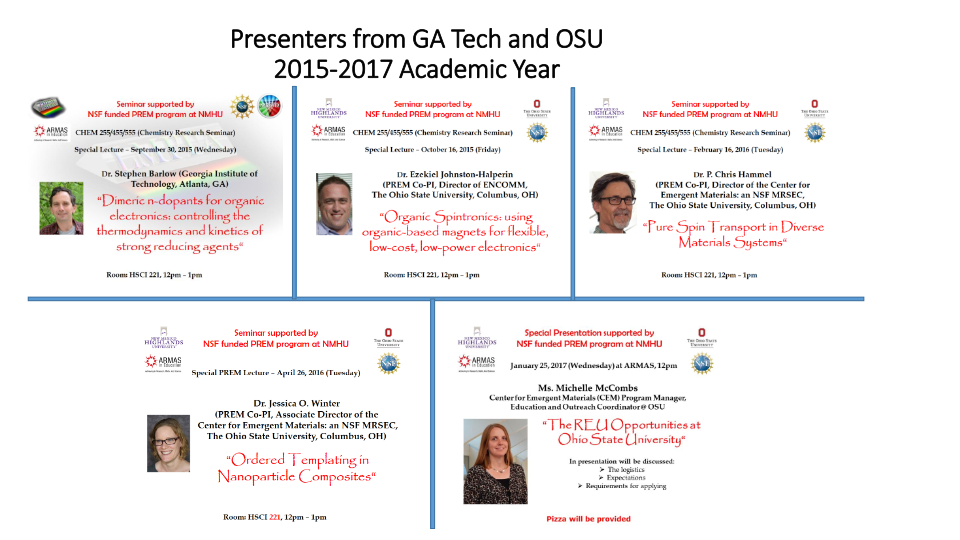 Presenters from GA Tech and OSU
2015-2017 Academic Year
Seminar supported by
NSF funded PREM program at NMHU
ARMAS
in Education
CHEM 255/455/555 (Chemistry Research Seminar)
Special Lecture – September 30, 2015 (Wednesday)
Dr. Stephen Barlow (Georgia Institute of
Technology, Atlanta, GA)
"Dimeric n-dopants for organic
electronics: controlling the
thermodynamics and kinetics of
strong reducing agents"
Room: HSCI 221, 12pm – 1pm
NEW MEXICO
HIGHLANDS
UNIVERSITY
Seminar supported by
NSF funded PREM program at NMHU
THE OHIO STATE
UNIVERSITY
ARMAS
in Education
CHEM 255/455/555 (Chemistry Research Seminar)
NSF
Special Lecture – October 16, 2015 (Friday)
Dr. Ezekiel Johnston-Halperin
(PREM Co-PI, Director of ENCOMM,
The Ohio State University, Columbus, OH)
"Organic Spintronics: using
organic-based magnets for flexible,
low-cost, low-power electronics"
Room: HSCI 221, 12pm – 1pm
NEW MEXICO
HIGHLANDS
UNIVERSITY
Seminar supported by
NSF funded PREM program at NMHU
THE OHIO STATE
UNIVERSITY
ARMAS
in Education
CHEM 255/455/555 (Chemistry Research Seminar)
NSF
Special Lecture – February 16, 2016 (Tuesday)
Dr. P. Chris Hammel
(PREM Co-PI, Director of the Center for
Emergent Materials: an NSF MRSEC,
The Ohio State University, Columbus, OH)
"Pure Spin Transport in Diverse
Materials Systems"
Room: HSCI 221, 12pm – 1pm
NEW MEXICO
HIGHLANDS
UNIVERSITY
Seminar supported by
NSF funded PREM program at NMHU
THE OHIO STATE
UNIVERSITY
ARMAS
in Education
NSF
Special PREM Lecture – April 26, 2016 (Tuesday)
Dr. Jessica O. Winter
(PREM Co-PI, Associate Director of the
Center for Emergent Materials: an NSF MRSEC,
The Ohio State University, Columbus, OH)
"Ordered Templating in
Nanoparticle Composites"
Room: HSCI 221, 12pm – 1pm
NEW MEXICO
HIGHLANDS
UNIVERSITY
Special Presentation supported by
NSF funded PREM program at NMHU
THE OHIO STATE
UNIVERSITY
ARMAS
in Education
NSF
January 25, 2017 (Wednesday) at ARMAS, 12pm
Ms. Michelle McCombs
Center for Emergent Materials (CEM) Program Manager,
Education and Outreach Coordinator @ OSU
"The REU Opportunities at
Ohio State University"
In presentation will be discussed:
➢ The logistics
➢ Expectations
➢ Requirements for applying
Pizza will be provided